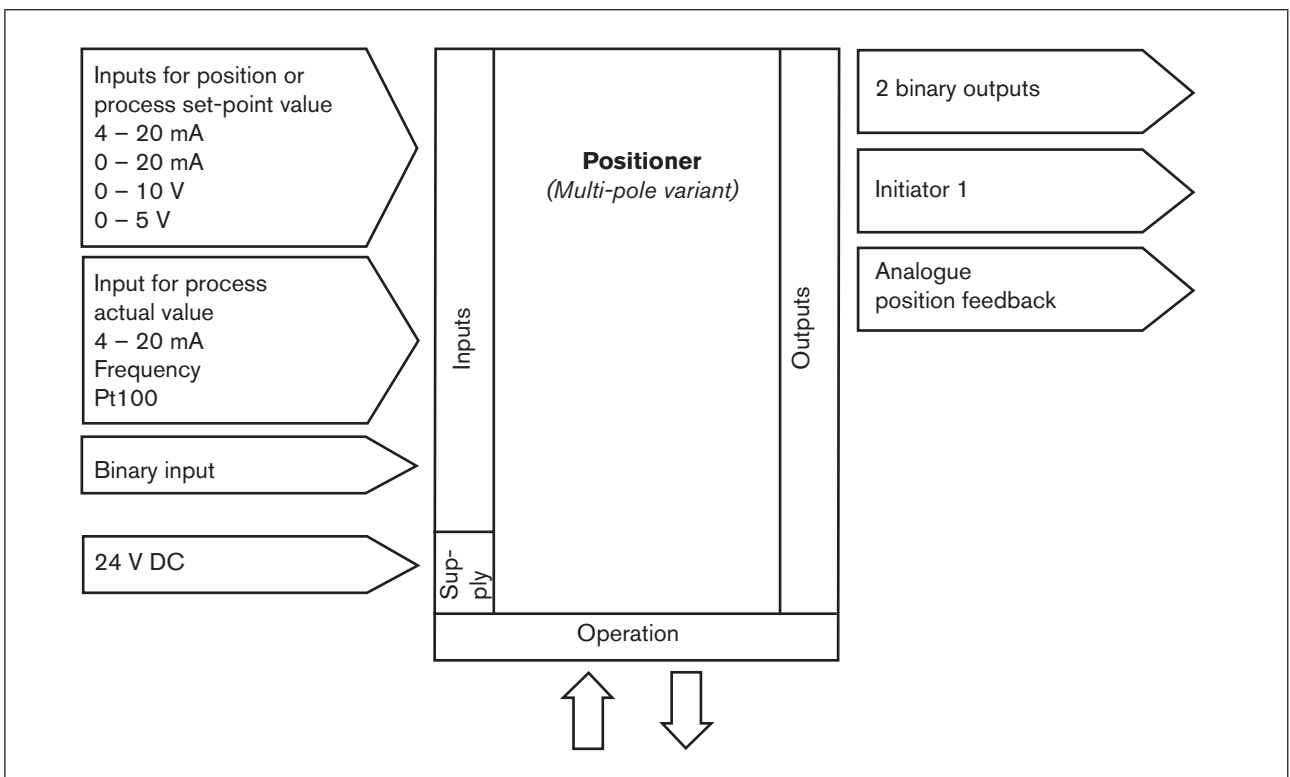 Inputs for position or
process set-point value
4 – 20 mA
0 – 20 mA
0 – 10 V
0 – 5 V
Input for process
actual value
4 – 20 mA
Frequency
Pt100
Binary input
24 V DC
Inputs
Sup-
ply
Positioner
(Multi-pole variant)
Operation
Outputs
2 binary outputs
Initiator 1
Analogue
position feedback